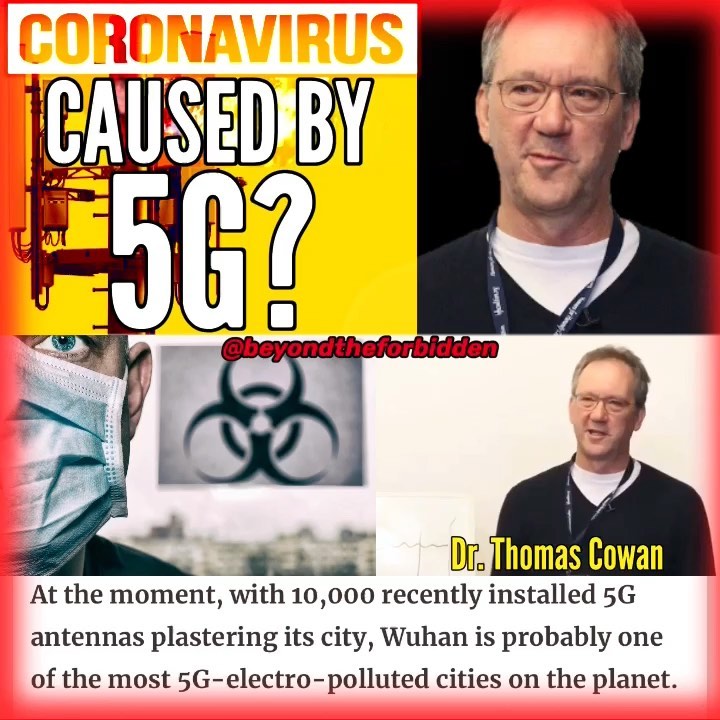 CORONAVIRUS
CAUSED BY
5G?
@beyondtheforbidden
Dr. Thomas Cowan
At the moment, with 10,000 recently installed 5G
antennas plastering its city, Wuhan is probably one
of the most 5G-electro-polluted cities on the planet.